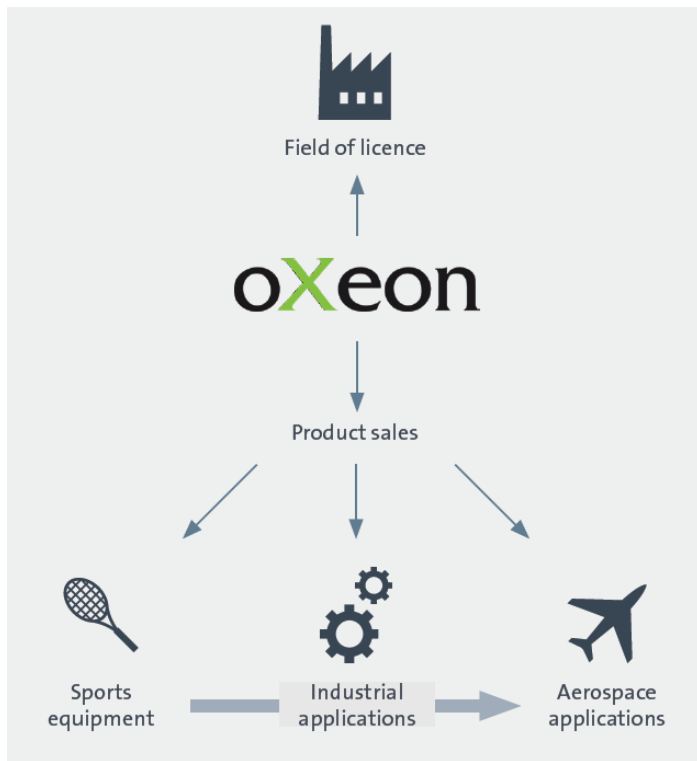 Field of licence
oXeon
Product sales
Sports
equipment
Industrial
applications
Aerospace
applications